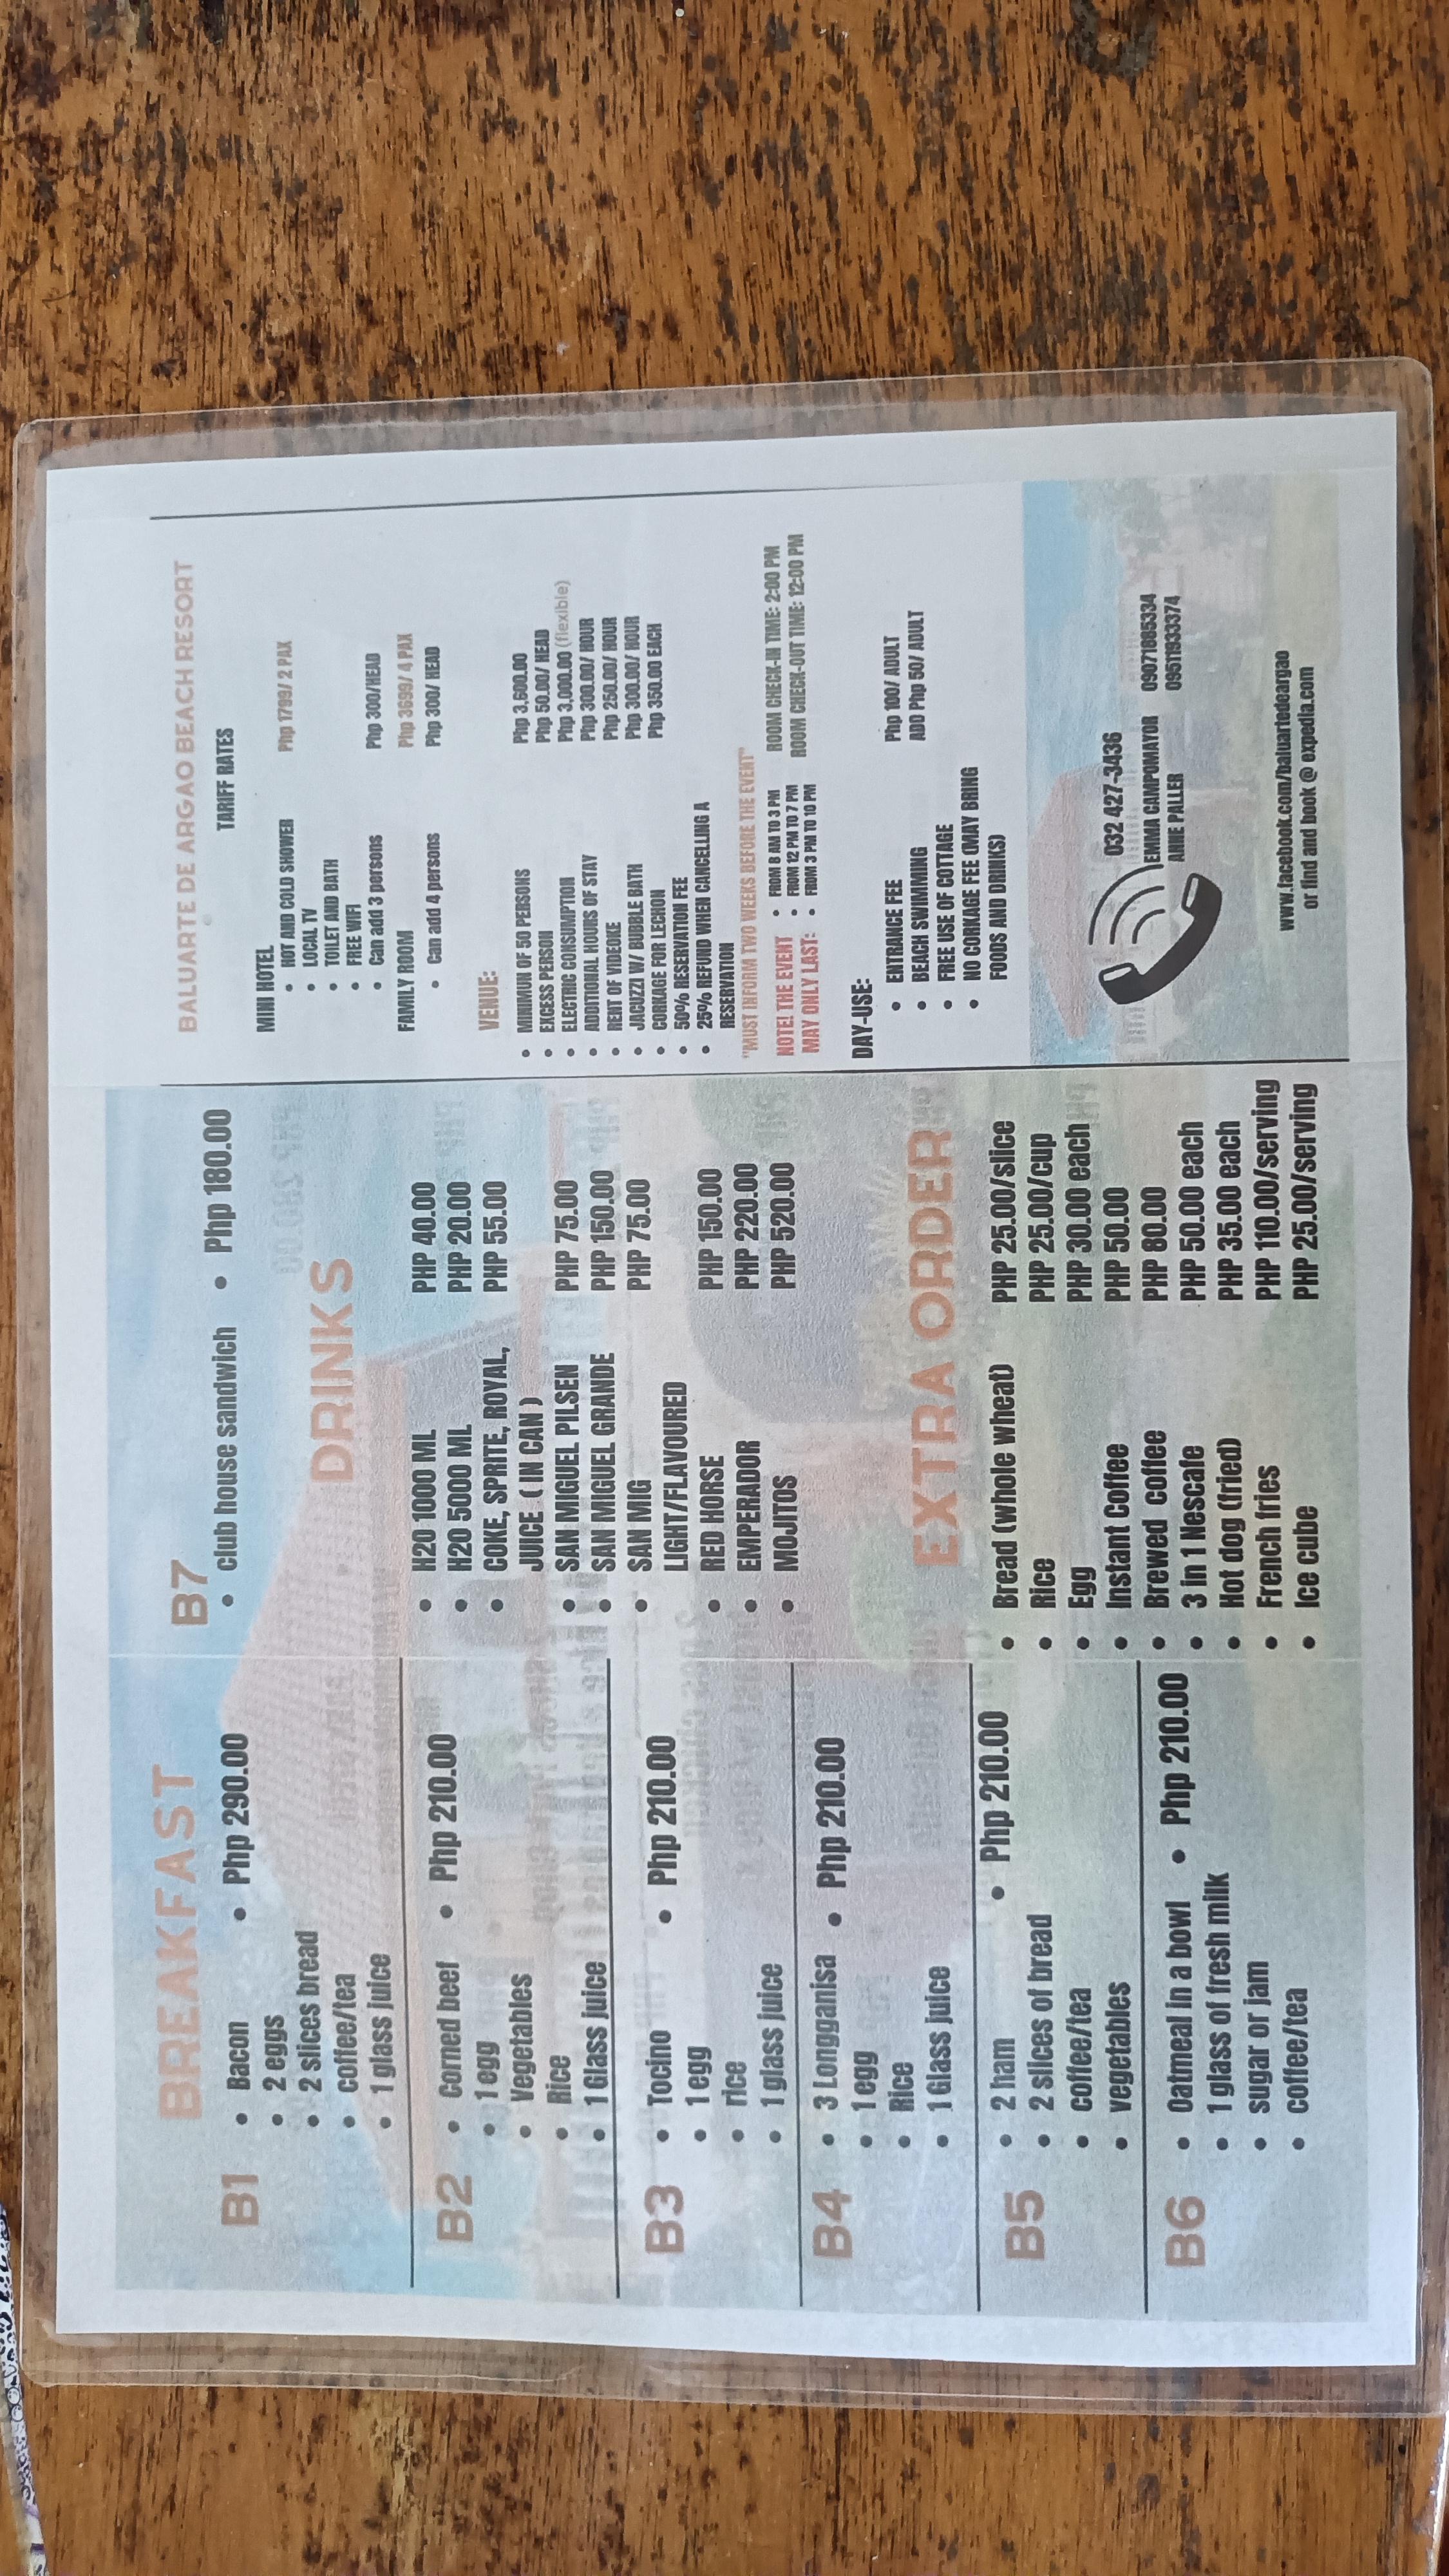 BREAKFAST
B1
• Bacon • Php 290.00
• 2 eggs
• 2 slices bread
• coffee/tea
• 1 glass juice
B2
• Corned beef • Php 210.00
• 1 egg
• Vegetables
• Rice
• 1 Glass juice
B3
• Tocino • Php 210.00
• 1 egg
• rice
• 1 glass juice
B4
• 3 Longganisa • Php 210.00
• 1 egg
• Rice
• 1 Glass juice
B5
• 2 ham • Php 210.00
• 2 slices of bread
• coffee/tea
• vegetables
B6
• Oatmeal in a bowl • Php 210.00
• 1 glass of fresh milk
• sugar or jam
• coffee/tea
B7
• club house sandwich • Php 180.00
DRINKS
• H20 1000 ML PHP 40.00
• H20 5000 ML PHP 20.00
• COKE, SPRITE, ROYAL, PHP 55.00
JUICE ( IN CAN )
• SAN MIGUEL PILSEN PHP 75.00
• SAN MIGUEL GRANDE PHP 150.00
• SAN MIG PHP 75.00
LIGHT/FLAVOURED
• RED HORSE PHP 150.00
• EMPERADOR PHP 220.00
• MOJITOS PHP 520.00
EXTRA ORDER
• Bread (whole wheat) PHP 25.00/slice
• Rice PHP 25.00/cup
• Egg PHP 30.00 each
• Instant Coffee PHP 50.00
• Brewed coffee PHP 80.00
• 3 in 1 Nescafe PHP 50.00 each
• Hot dog (fried) PHP 35.00 each
• French fries PHP 110.00/serving
• Ice cube PHP 25.00/serving
BALUARTE DE ARGAO BEACH RESORT
TARIFF RATES
MINI HOTEL Php 1799/ 2 PAX
• HOT AND COLD SHOWER
• LOCAL TV
• TOILET AND BATH
• FREE WIFI
• Can add 3 persons Php 300/HEAD
FAMILY ROOM Php 3699/ 4 PAX
• Can add 4 persons Php 300/ HEAD
VENUE:
• MINIMUM OF 50 PERSONS Php 3,600.00
• EXCESS PERSON Php 50.00/ HEAD
• ELECTRIC CONSUMPTION Php 3,000.00 (flexible)
• ADDITIONAL HOURS OF STAY Php 300.00/ HOUR
• RENT OF VIDEOKE Php 250.00/ HOUR
• JACUZZI W/ BUBBLE BATH Php 300.00/ HOUR
• CORKAGE FOR LECHON Php 350.00 EACH
• 50% RESERVATION FEE
• 25% REFUND WHEN CANCELLING A
RESERVATION
"MUST INFORM TWO WEEKS BEFORE THE EVENT"
NOTE! THE EVENT • FROM 8 AM TO 3 PM ROOM CHECK-IN TIME: 2:00 PM
MAY ONLY LAST: • FROM 12 PM TO 7 PM ROOM CHECK-OUT TIME: 12:00 PM
• FROM 3 PM TO 10 PM
DAY-USE:
• ENTRANCE FEE Php 100/ ADULT
• BEACH SWIMMING ADD Php 50/ ADULT
• FREE USE OF COTTAGE
• NO CORKAGE FEE (MAY BRING
FOODS AND DRINKS)
032 427-3436
EMMA CAMPOMAYOR 09071885334
ANNE PALLER 09511933374
www.facebook.com/baluartedeargao
or find and book @ expedia.com